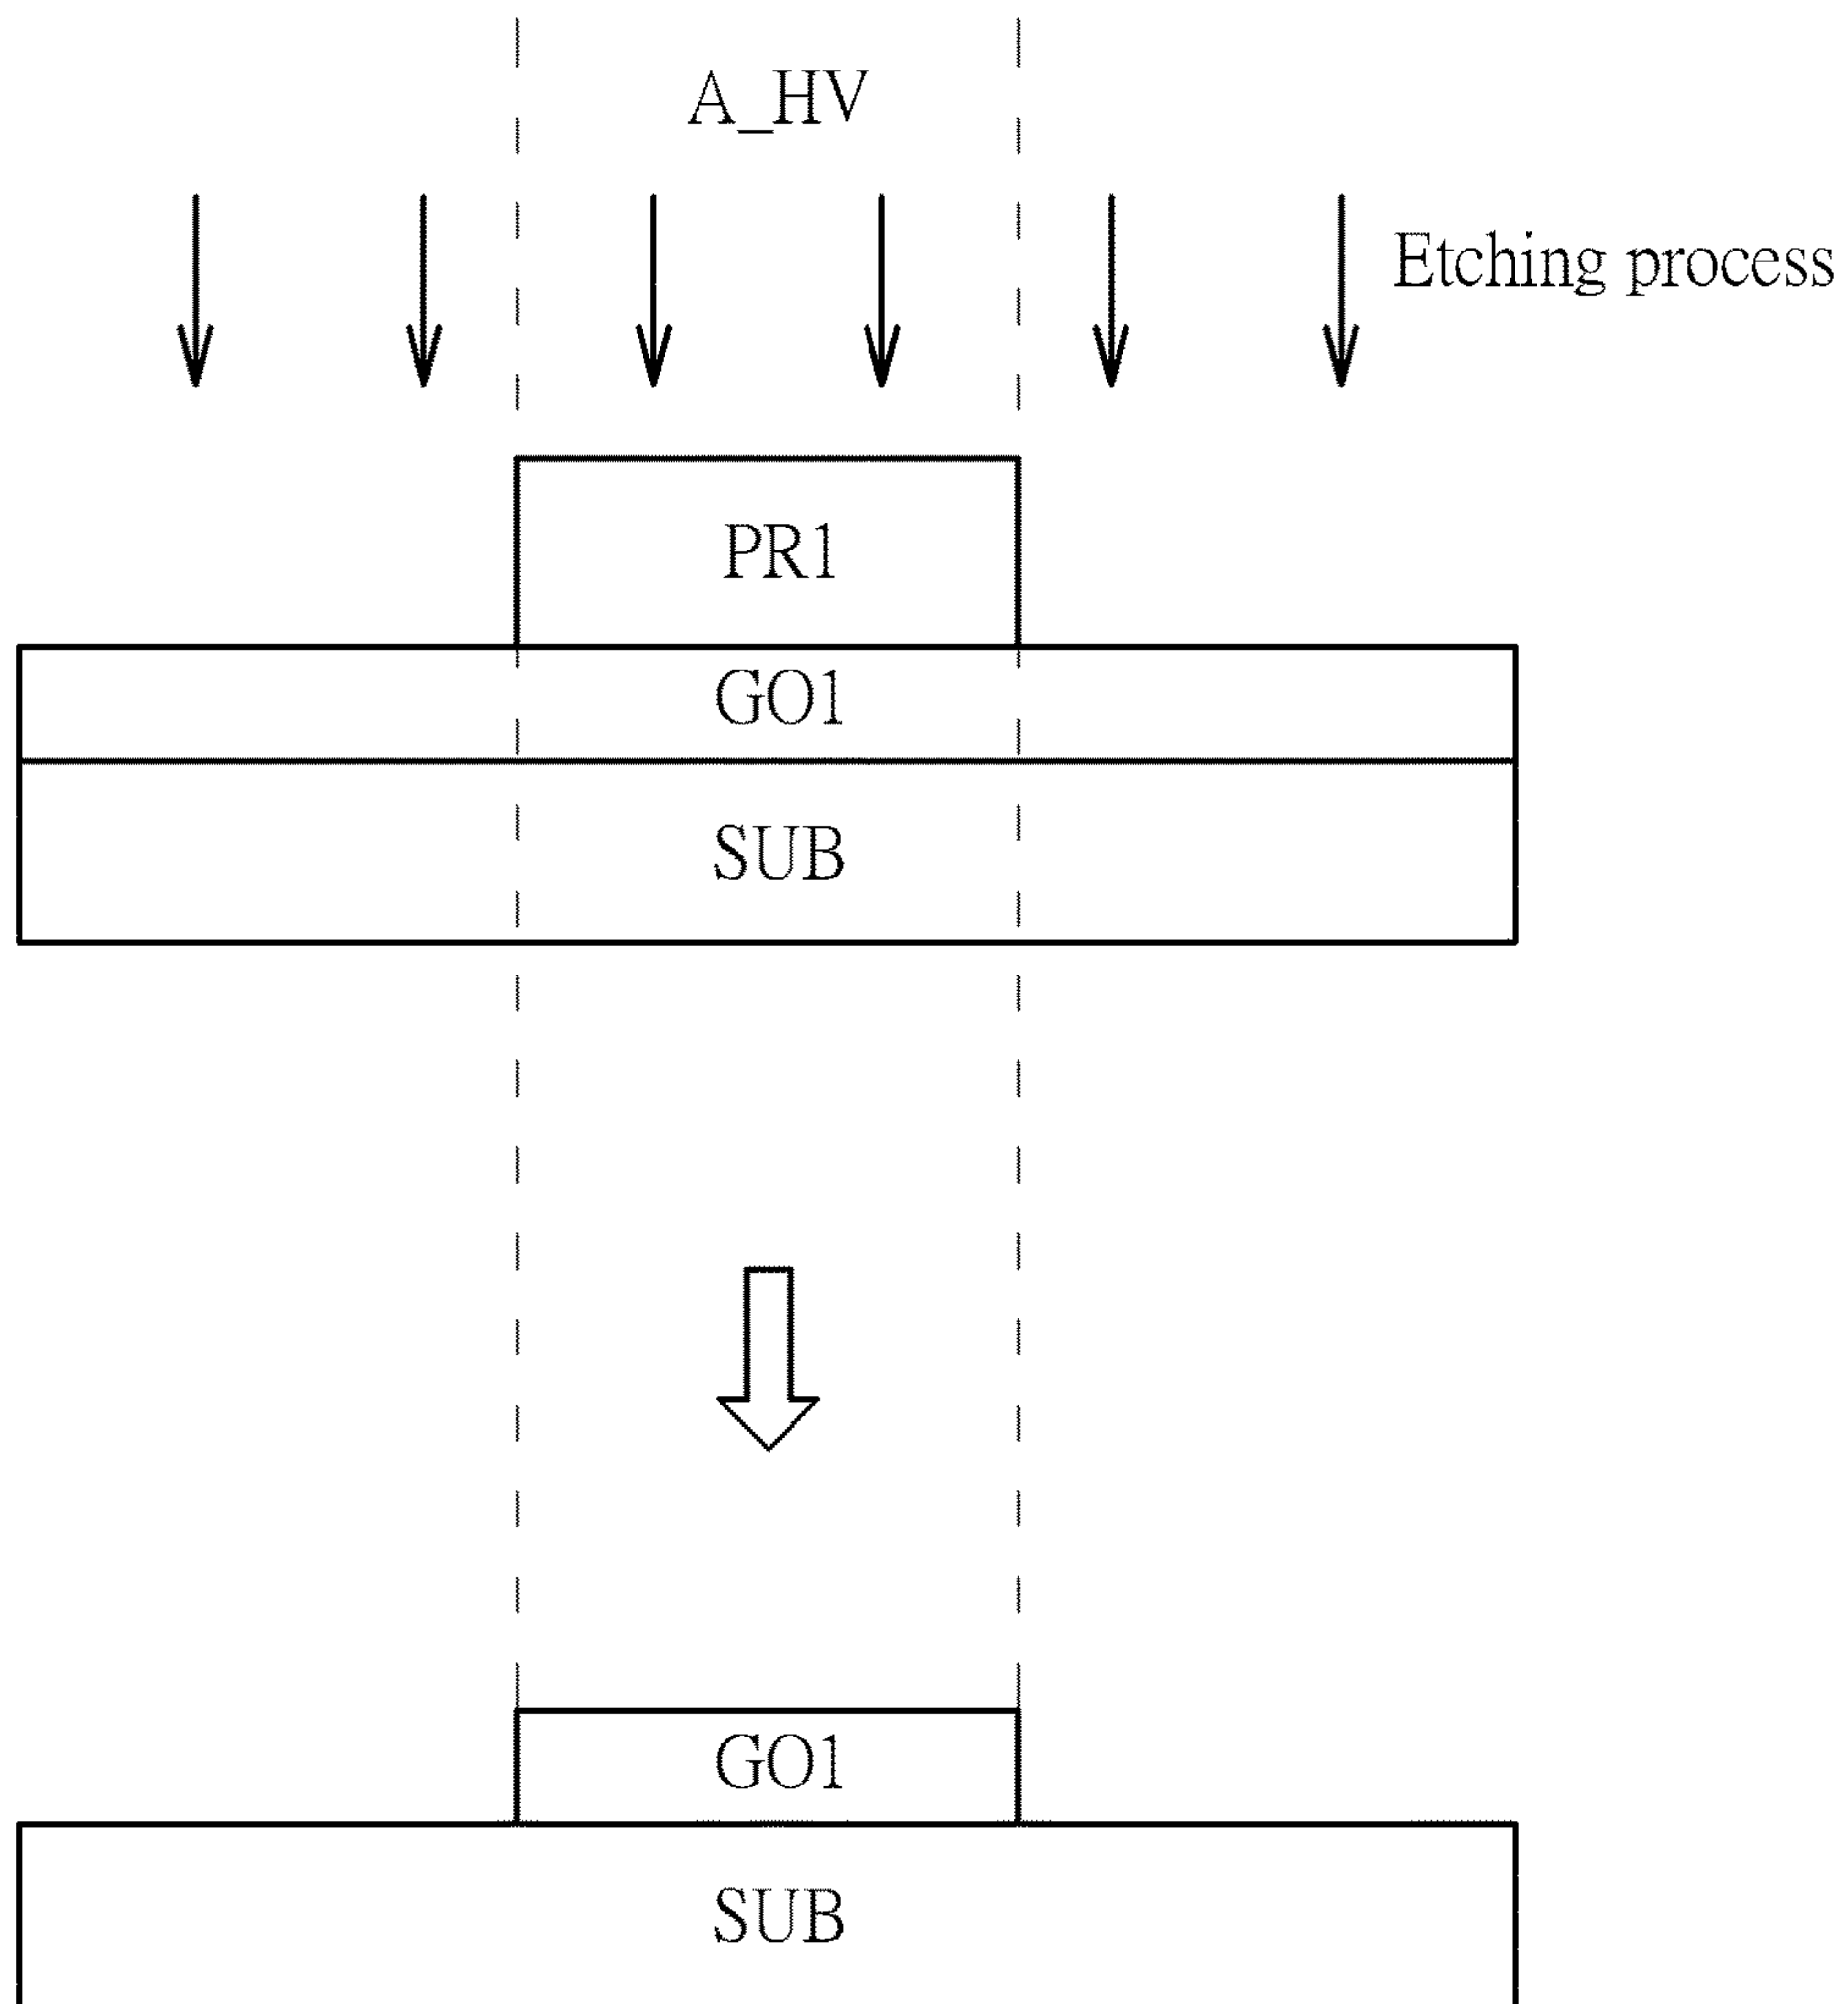 A_HV
Etching process
PR1
GO1
SUB
GO1
SUB